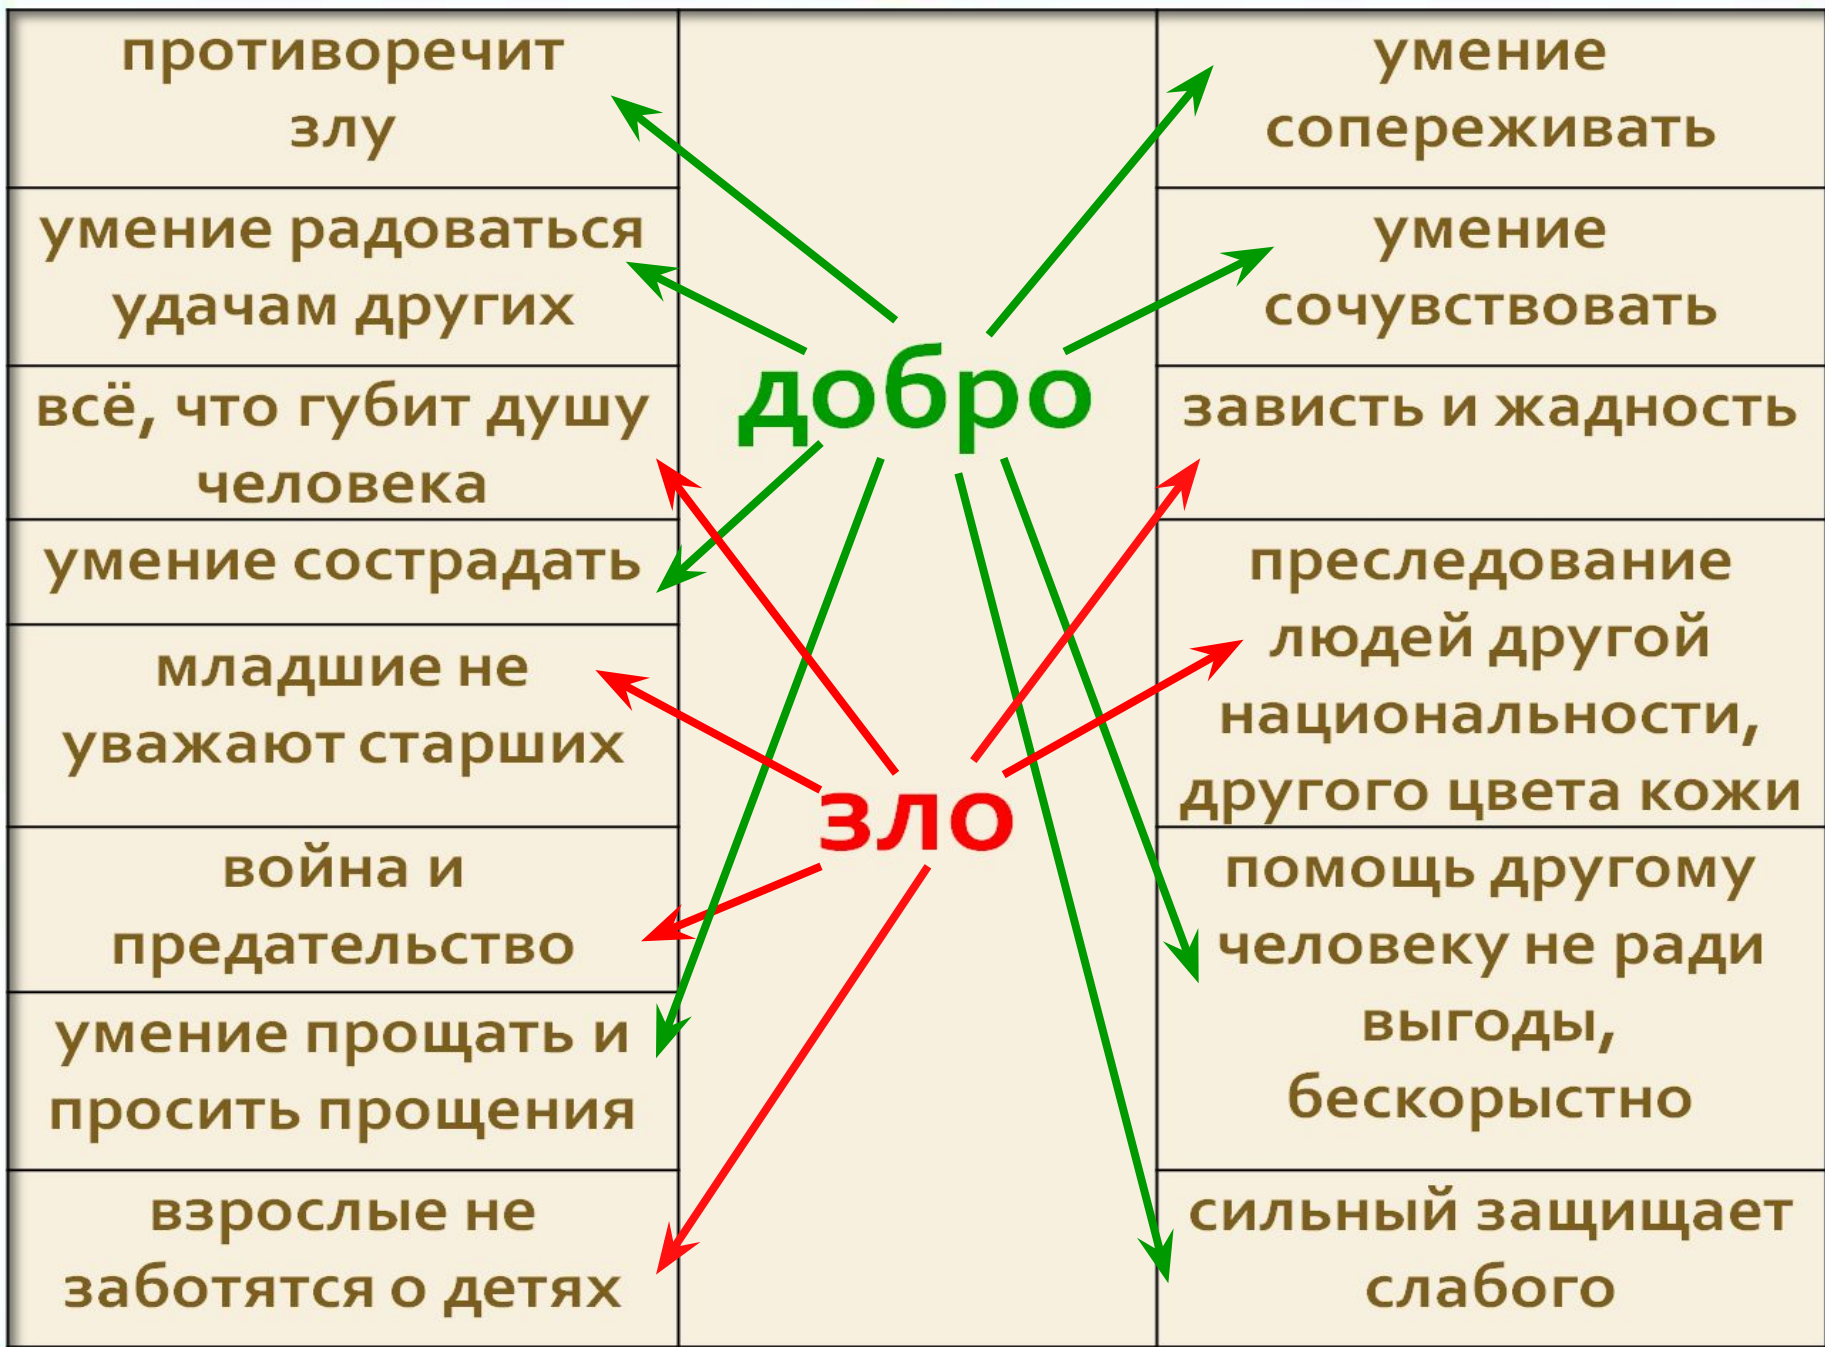 противоречит
злу
умение радоваться
удачам других
всё, что губит душу
человека
умение сострадать
младшие не
уважают старших
война и
предательство
умение прощать и
просить прощения
взрослые не
заботятся о детях
добро
зло
умение
сопереживать
умение
сочувствовать
зависть и жадность
преследование
людей другой
национальности,
другого цвета кожи
помощь другому
человеку не ради
выгоды,
бескорыстно
сильный защищает
слабого